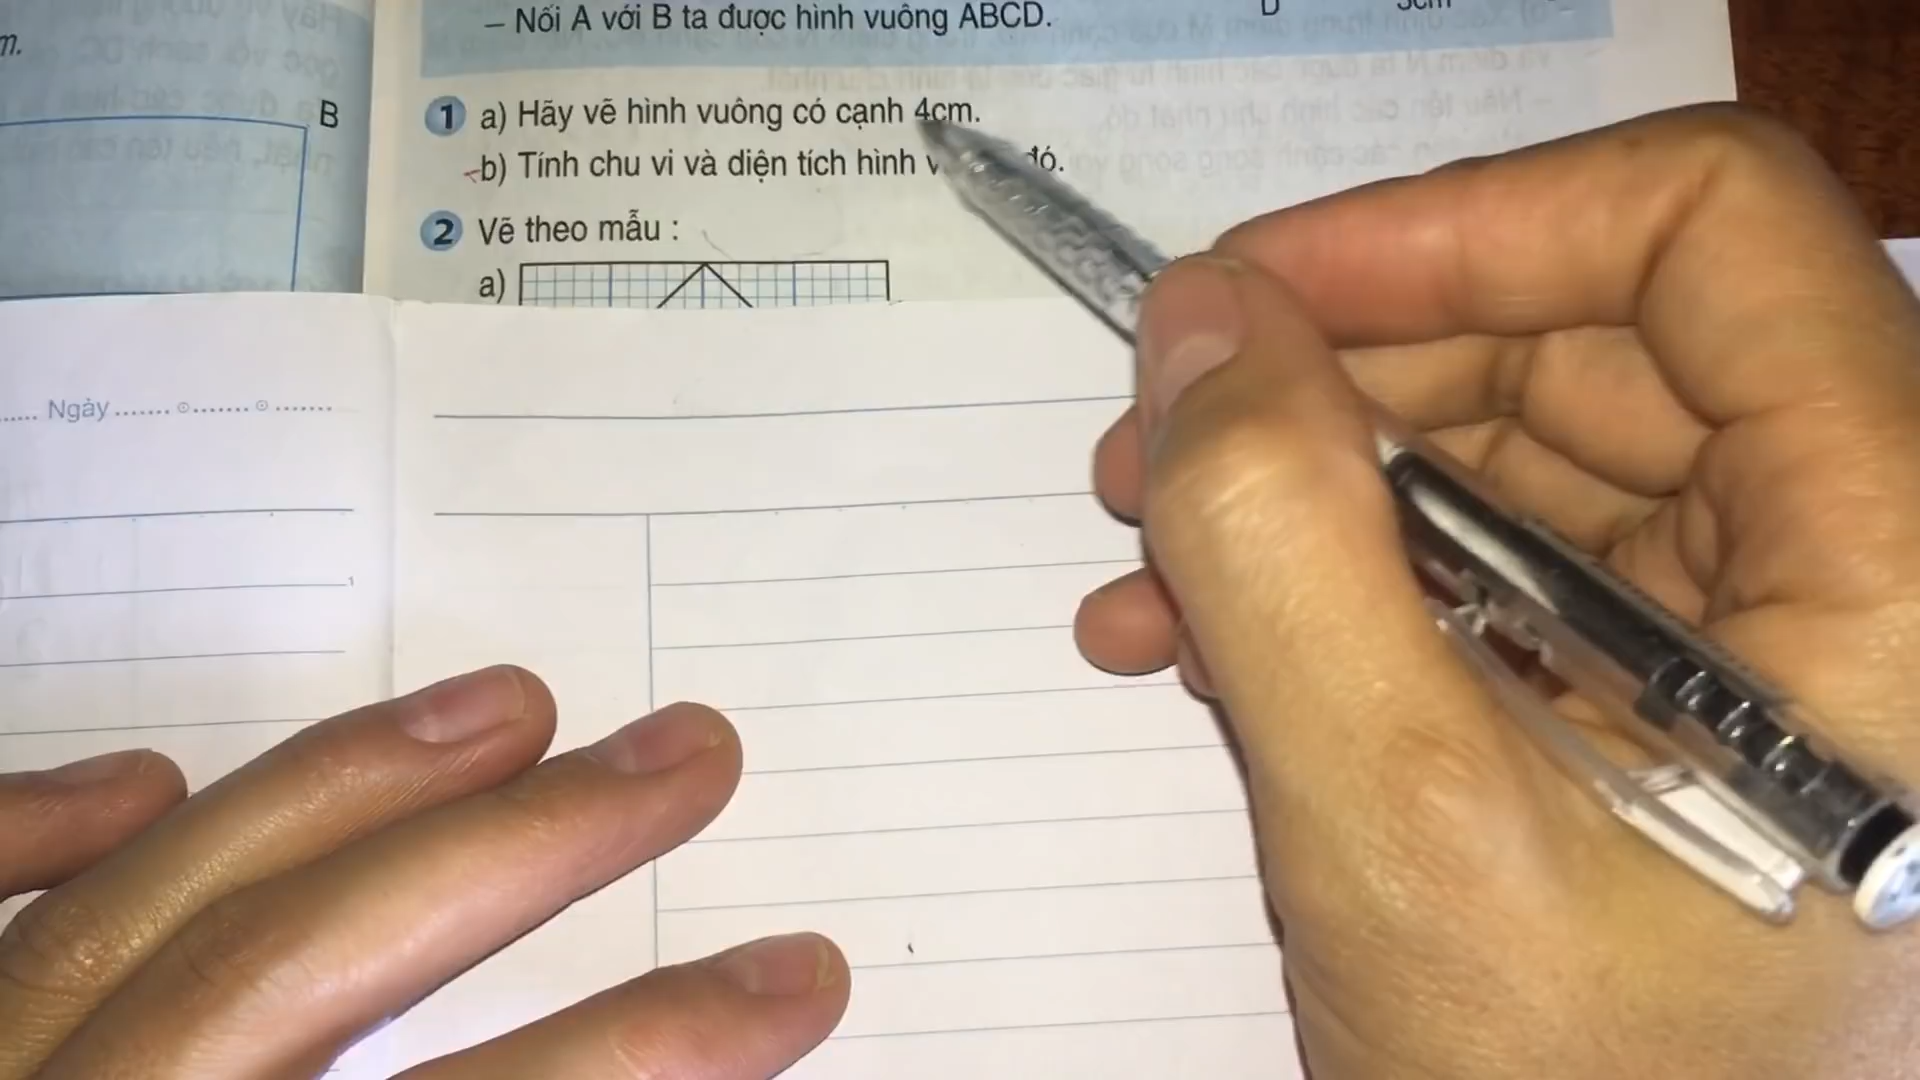 – Nối A với B ta được hình vuông ABCD.
D
3cm
m.
B
1 a) Hãy vẽ hình vuông có cạnh 4cm.
b) Tính chu vi và diện tích hình đó.
2 Vẽ theo mẫu :
a)
Ngày